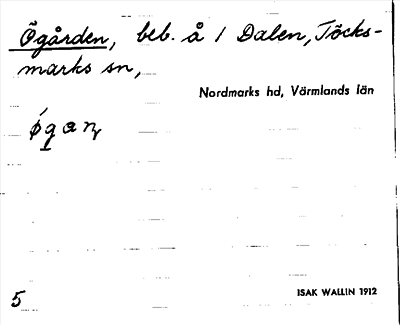 Ögården, beb. å 1 Dalen, Töcks-
marks sn,
Nordmarks hd, Värmlands län
5
ISAK WALLIN 1912